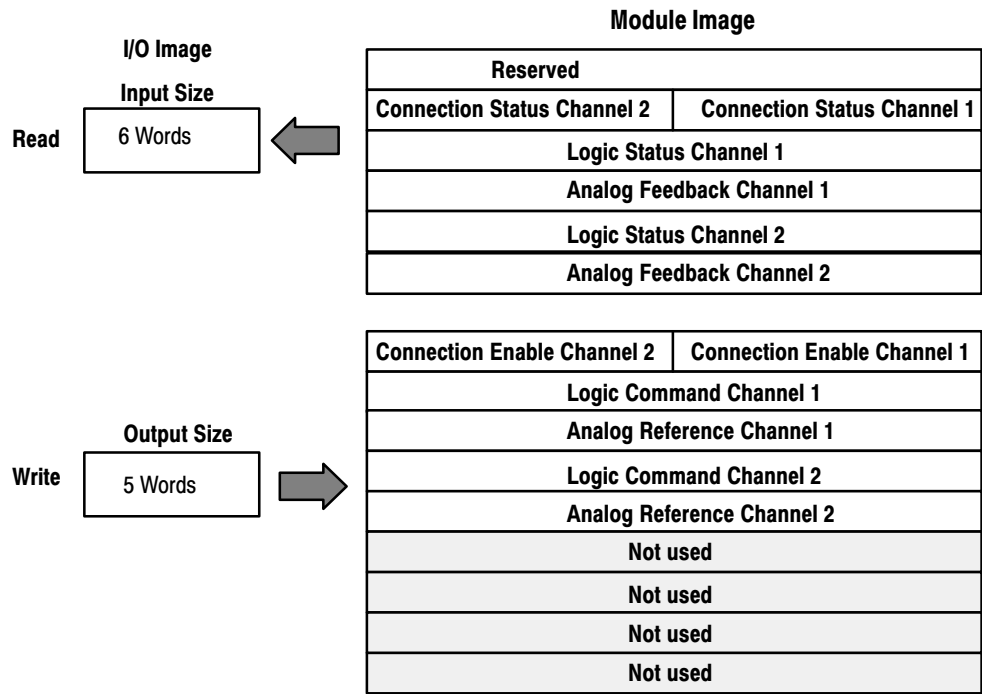 Module Image
I/O Image
Input Size
Read
6 Words
Reserved
Connection Status Channel 2
Connection Status Channel 1
Logic Status Channel 1
Analog Feedback Channel 1
Logic Status Channel 2
Analog Feedback Channel 2
Output Size
Write
5 Words
Connection Enable Channel 2
Connection Enable Channel 1
Logic Command Channel 1
Analog Reference Channel 1
Logic Command Channel 2
Analog Reference Channel 2
Not used
Not used
Not used
Not used